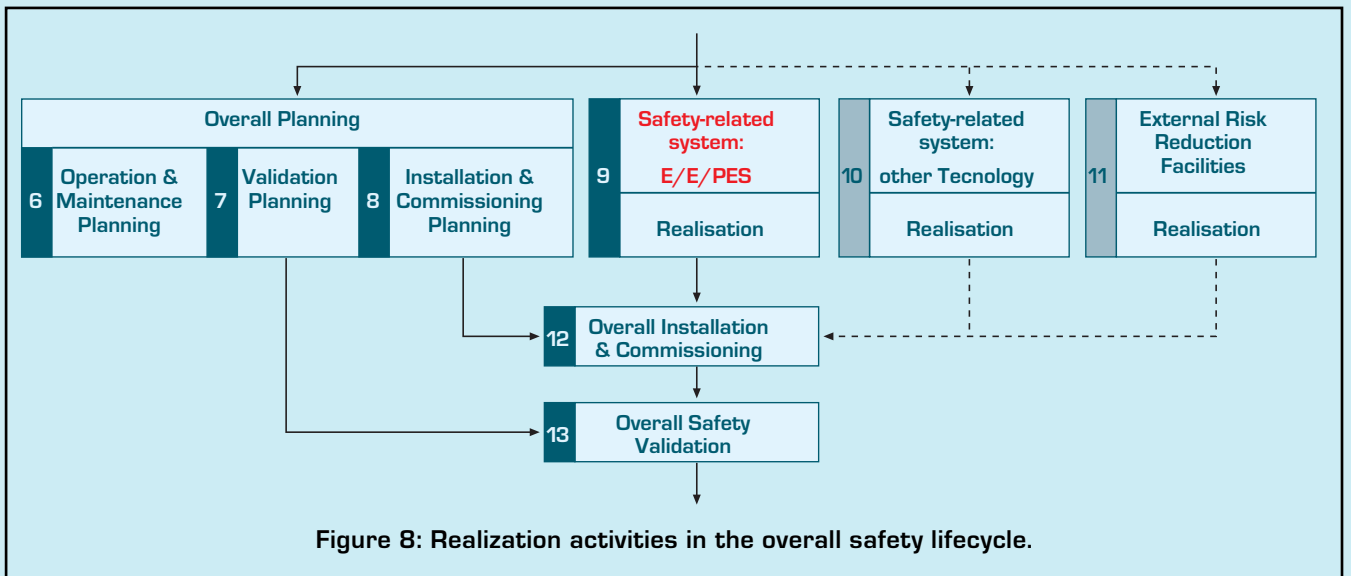 Overall Planning
6
Operation &
Maintenance
Planning
7
Validation
Planning
8
Installation &
Commissioning
Planning
9
Safety-related
system:
E/E/PES
Realisation
10
Safety-related
system:
other Tecnology
Realisation
11
External Risk
Reduction
Facilities
Realisation
12
Overall Installation
& Commissioning
13
Overall Safety
Validation
Figure 8: Realization activities in the overall safety lifecycle.